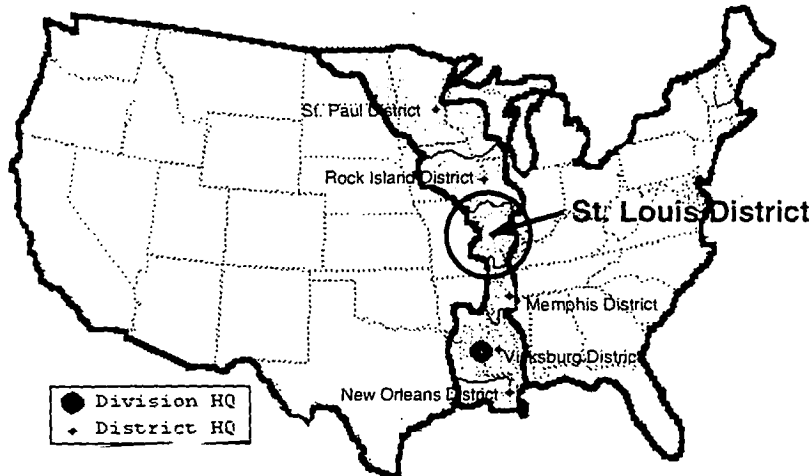 St. Paul District
Rock Island District
St. Louis District
Memphis District
Vicksburg District
New Orleans District
Division HQ
District HQ